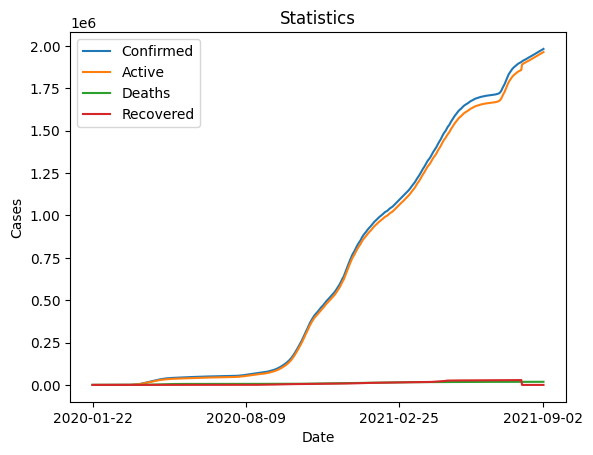 Statistics
1e6
2.00
1.75
1.50
1.25
1.00
0.75
0.50
0.25
0.00
Cases
Confirmed
Active
Deaths
Recovered
2020-01-22 2020-08-09 2021-02-25 2021-09-02
Date